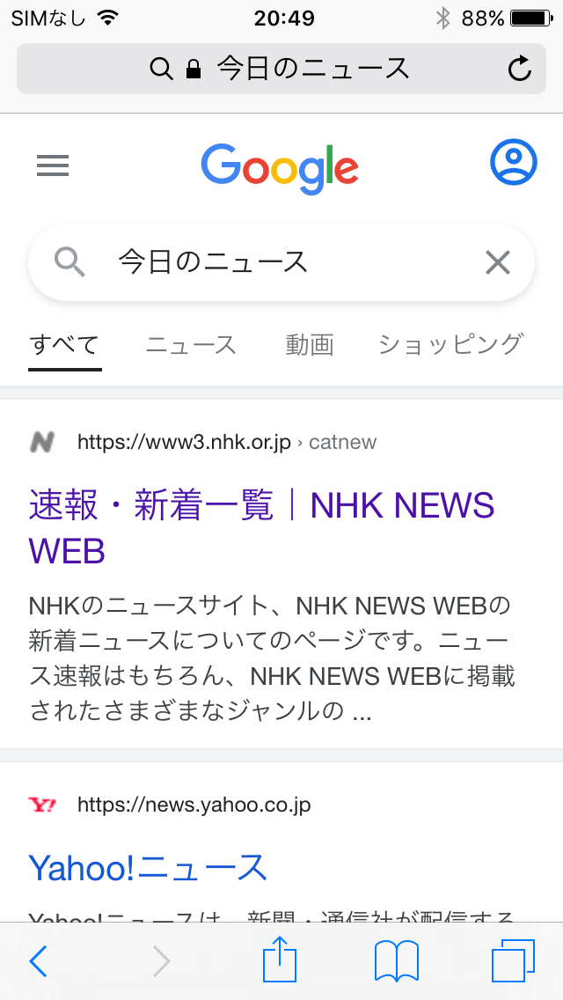 SIMなし 20:49 88%
今日のニュース
Google
今日のニュース
すべて ニュース 動画 ショッピング
N https://www3.nhk.or.jp › catnew
速報・新着一覧｜NHK NEWS
WEB
NHKのニュースサイト、NHK NEWS WEBの
新着ニュースについてのページです。ニュー
ス速報はもちろん、NHK NEWS WEBに掲載
されたさまざまなジャンルの ...
Y! https://news.yahoo.co.jp
Yahoo!ニュース
Yahoo!ニュースは、新聞・通信社が配信する